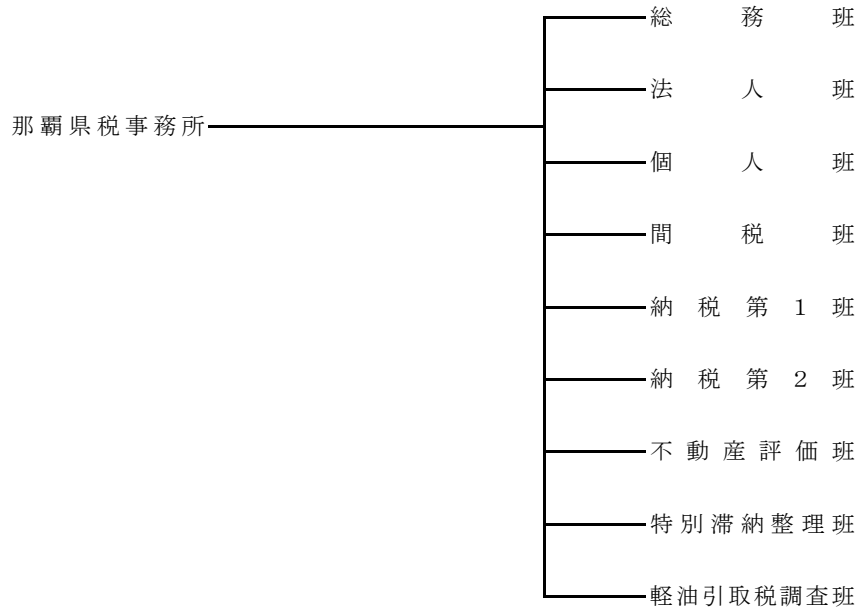 総務班
法人班
那覇県税事務所
個人班
間税班
納税第1班
納税第2班
不動産評価班
特別滞納整理班
軽油引取税調査班